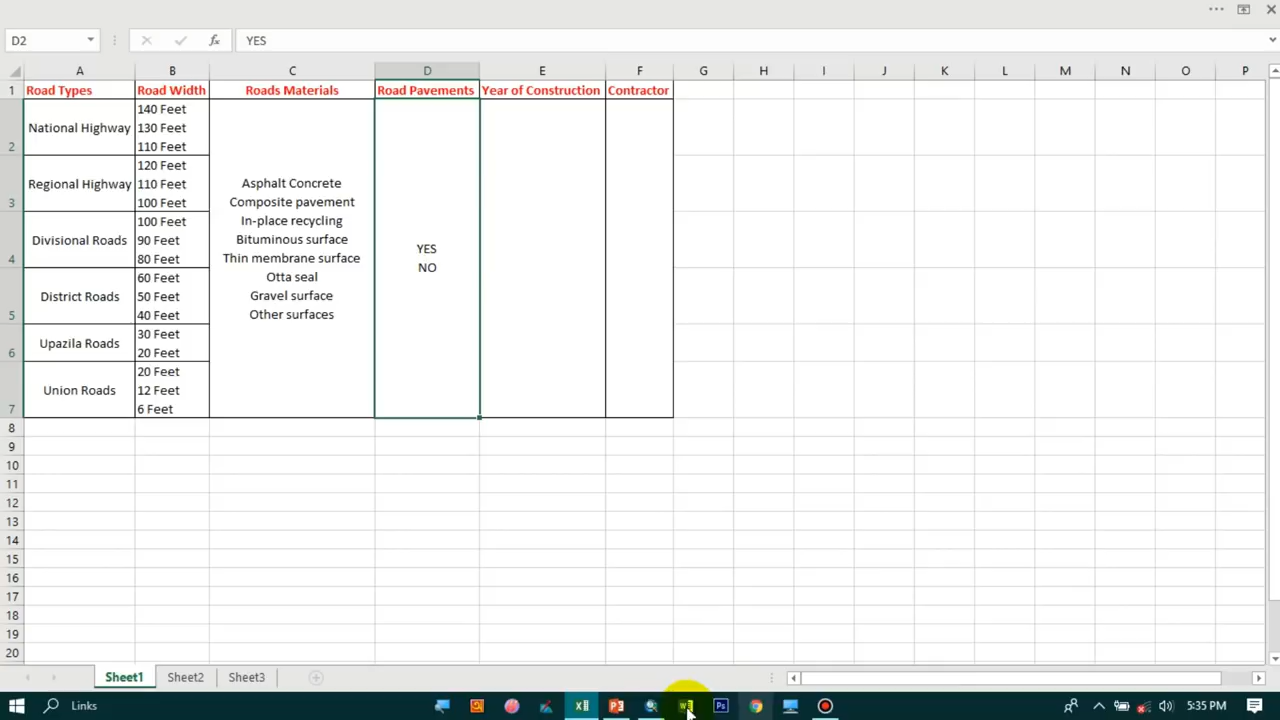 D2
YES
A B C D E F G H I J K L M N O P
1 Road Types Road Width Roads Materials Road Pavements Year of Construction Contractor
2 National Highway
140 Feet
130 Feet
110 Feet
3 Regional Highway
120 Feet
110 Feet
100 Feet
4 Divisional Roads
100 Feet
90 Feet
80 Feet
5 District Roads
60 Feet
50 Feet
40 Feet
6 Upazila Roads
30 Feet
20 Feet
7 Union Roads
20 Feet
12 Feet
6 Feet
Asphalt Concrete
Composite pavement
In-place recycling
Bituminous surface
Thin membrane surface
Otta seal
Gravel surface
Other surfaces
YES
NO
8
9
10
11
12
13
14
15
16
17
18
19
20
Sheet1 Sheet2 Sheet3
Links
5:35 PM